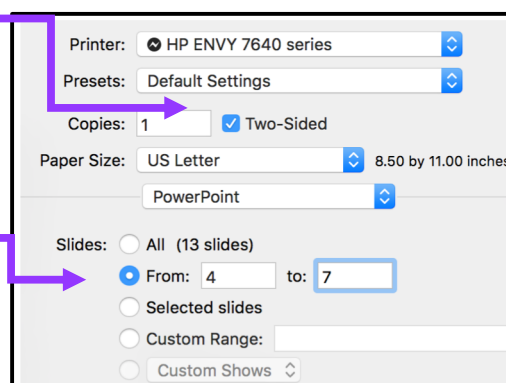 Printer: HP ENVY 7640 series
Presets: Default Settings
Copies: 1 Two-Sided
Paper Size: US Letter 8.50 by 11.00 inches
PowerPoint
Slides: All (13 slides)
From: 4 to: 7
Selected slides
Custom Range:
Custom Shows